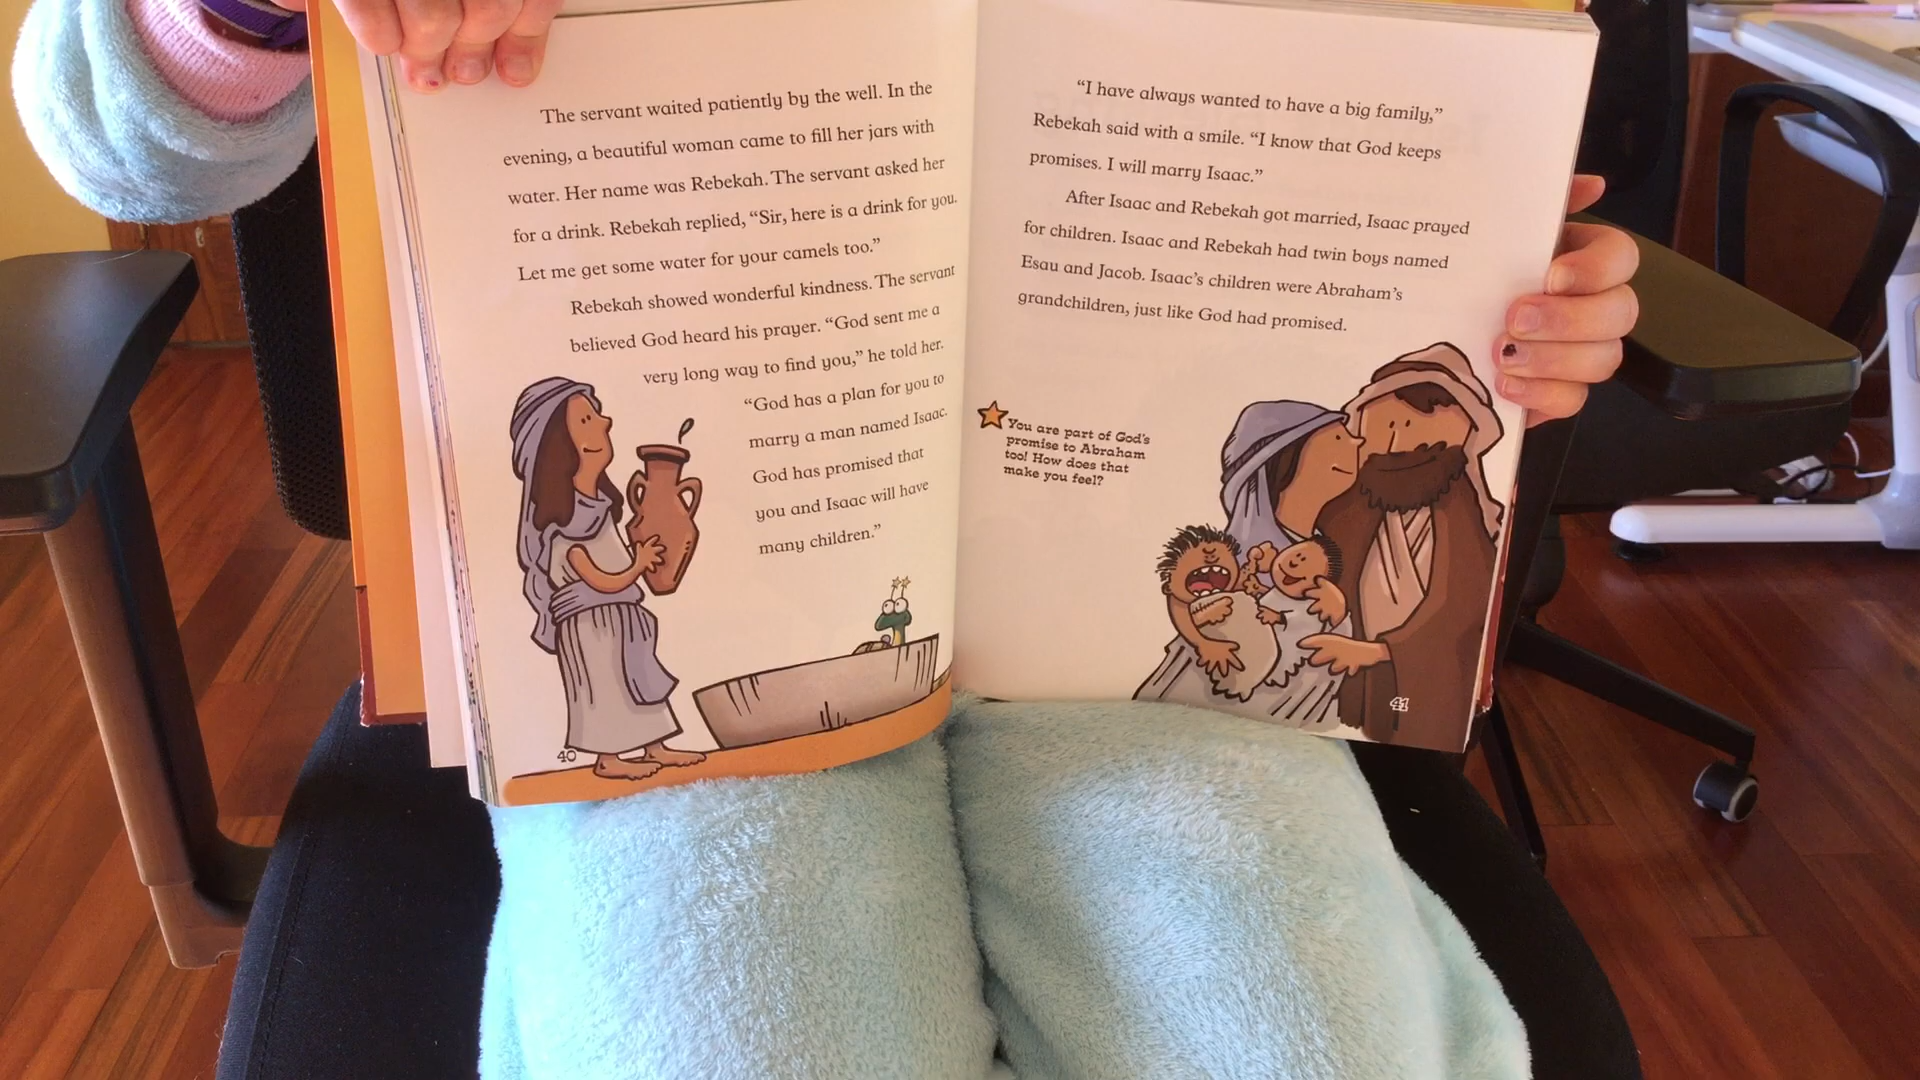 The servant waited patiently by the well. In the
evening, a beautiful woman came to fill her jars with
water. Her name was Rebekah. The servant asked her
for a drink. Rebekah replied, “Sir, here is a drink for you.
Let me get some water for your camels too.”
Rebekah showed wonderful kindness. The servant
believed God heard his prayer. “God sent me a
very long way to find you,” he told her.
“God has a plan for you to
marry a man named Isaac.
God has promised that
you and Isaac will have
many children.”
40
“I have always wanted to have a big family,”
Rebekah said with a smile. “I know that God keeps
promises. I will marry Isaac.”
After Isaac and Rebekah got married, Isaac prayed
for children. Isaac and Rebekah had twin boys named
Esau and Jacob. Isaac’s children were Abraham’s
grandchildren, just like God had promised.
You are part of God’s
promise to Abraham
too! How does that
make you feel?
41